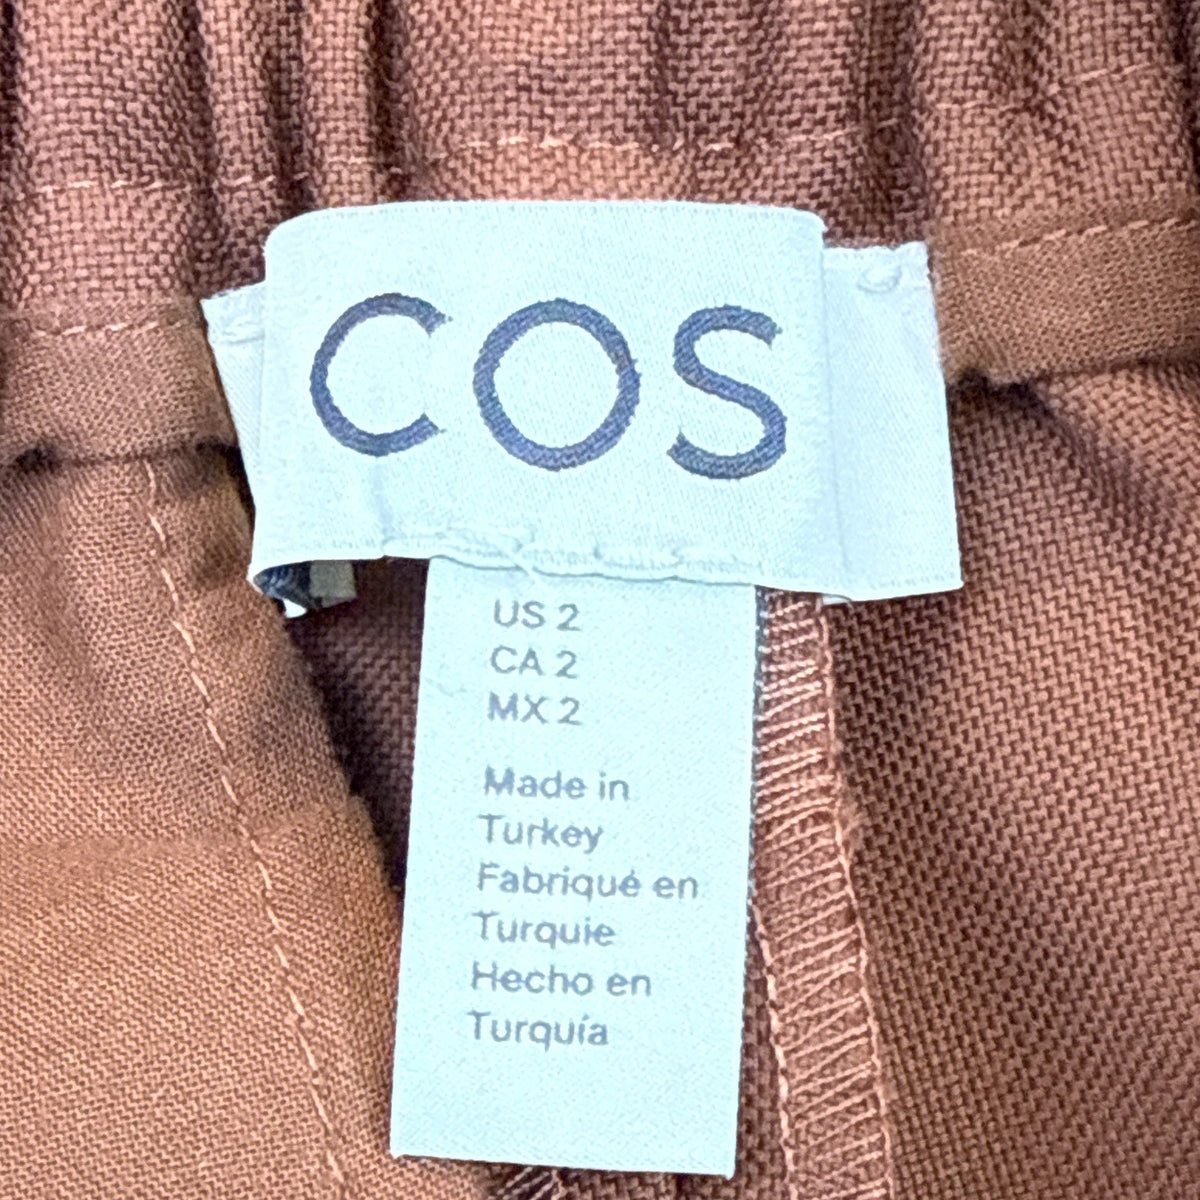 COS
US 2
CA 2
MX 2
Made in
Turkey
Fabriqué en
Turquie
Hecho en
Turquía